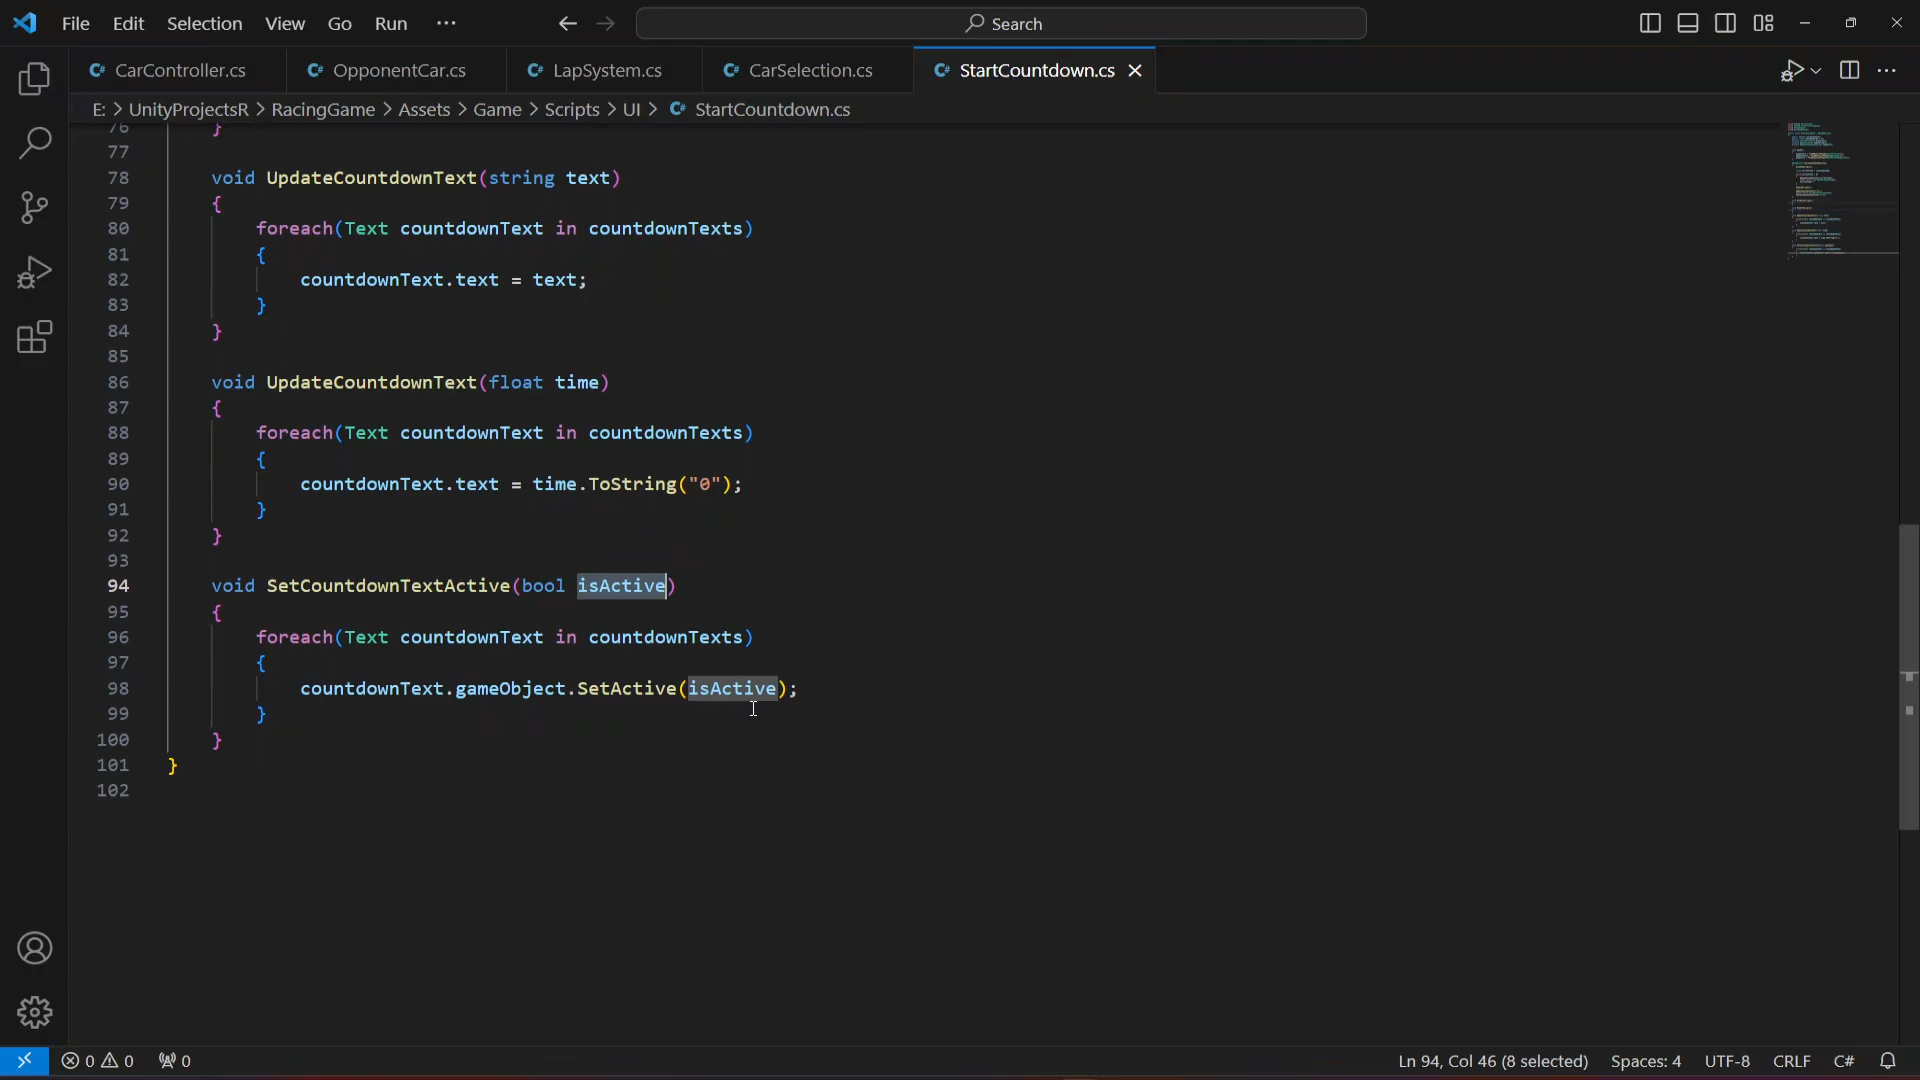 File Edit Selection View Go Run ··· Search
CarController.cs OpponentCar.cs LapSystem.cs CarSelection.cs StartCountdown.cs
E: > UnityProjectsR > RacingGame > Assets > Game > Scripts > UI > StartCountdown.cs
76 }
77
78 void UpdateCountdownText(string text)
79 {
80 foreach(Text countdownText in countdownTexts)
81 {
82 countdownText.text = text;
83 }
84 }
85
86 void UpdateCountdownText(float time)
87 {
88 foreach(Text countdownText in countdownTexts)
89 {
90 countdownText.text = time.ToString("0");
91 }
92 }
93
94 void SetCountdownTextActive(bool isActive)
95 {
96 foreach(Text countdownText in countdownTexts)
97 {
98 countdownText.gameObject.SetActive(isActive);
99 }
100 }
101 }
102
0 0 0 Ln 94, Col 46 (8 selected) Spaces: 4 UTF-8 CRLF C#